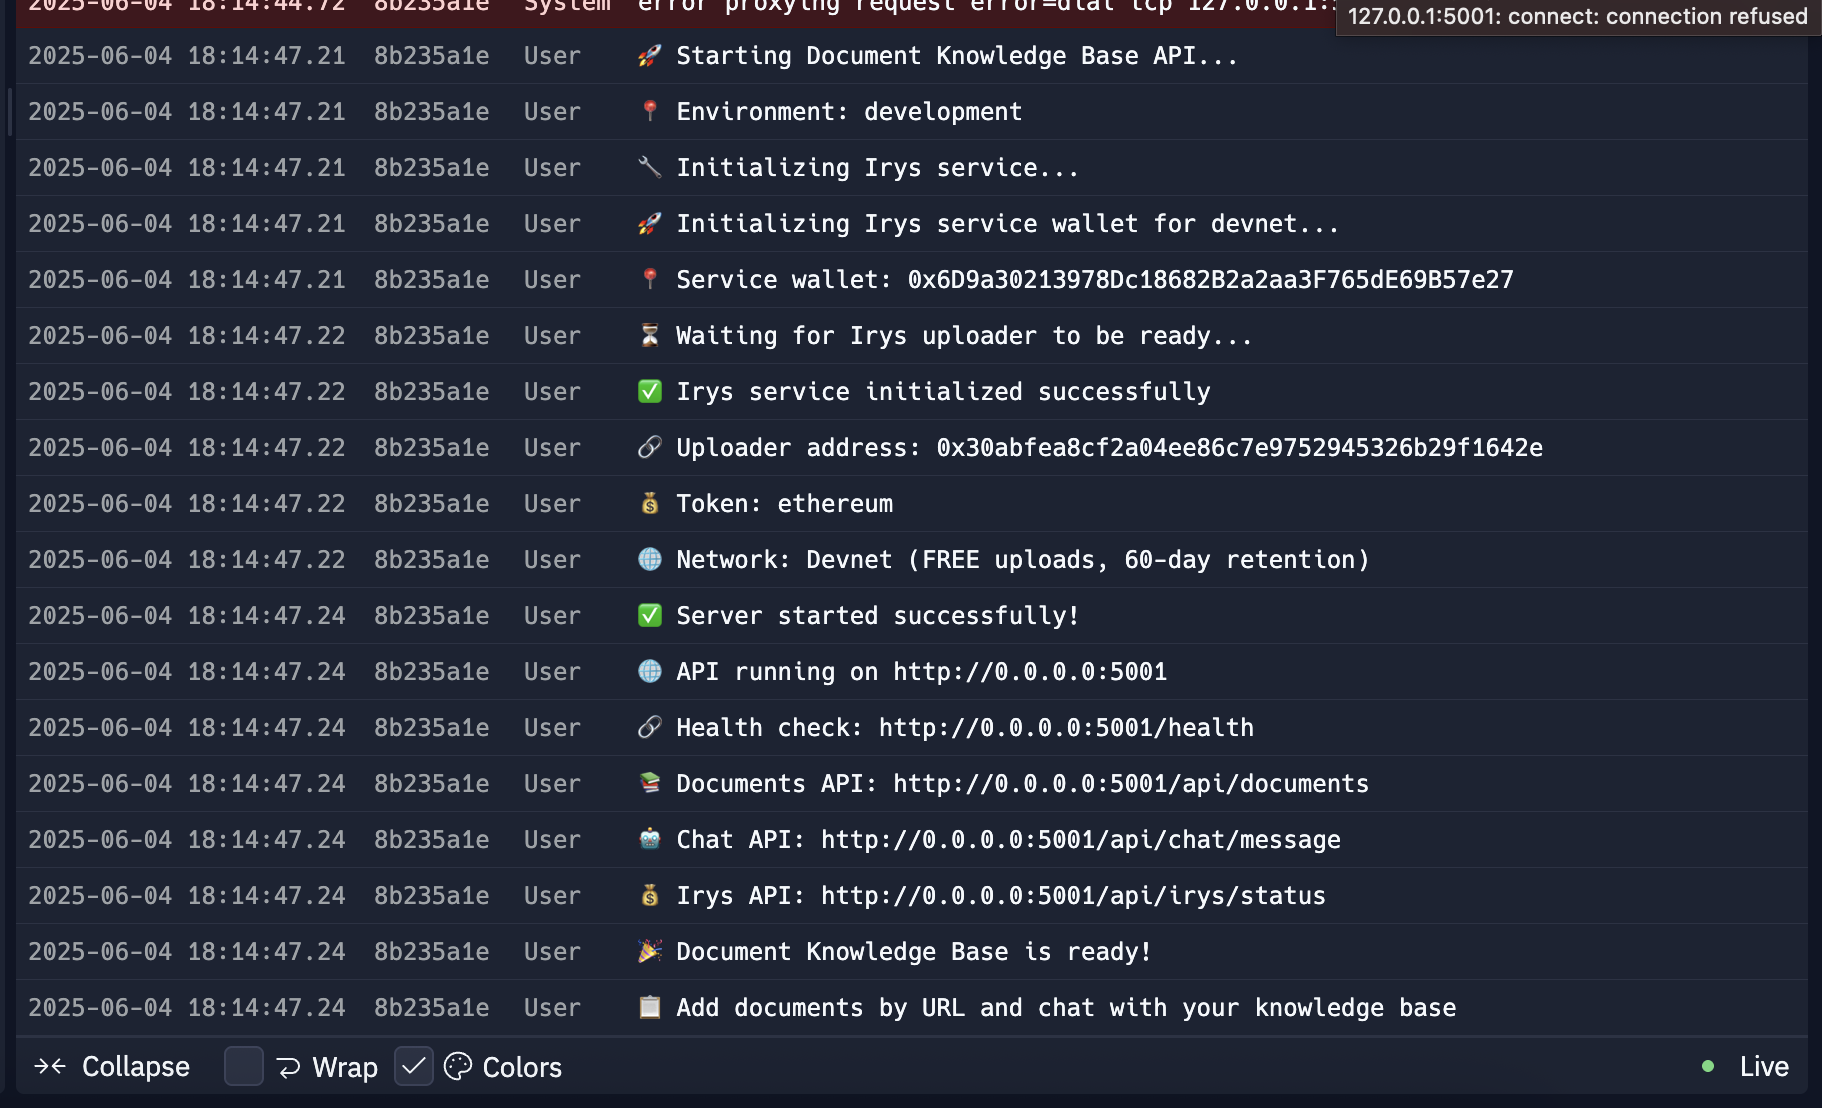 2025-06-04 18:14:44.72 8b235a1e System error proxying request error=dial tcp 127.0.0.1:
127.0.0.1:5001: connect: connection refused
2025-06-04 18:14:47.21 8b235a1e User 🚀 Starting Document Knowledge Base API...
2025-06-04 18:14:47.21 8b235a1e User 📍 Environment: development
2025-06-04 18:14:47.21 8b235a1e User 🔧 Initializing Irys service...
2025-06-04 18:14:47.21 8b235a1e User 🚀 Initializing Irys service wallet for devnet...
2025-06-04 18:14:47.21 8b235a1e User 📍 Service wallet: 0x6D9a30213978Dc18682B2a2aa3F765dE69B57e27
2025-06-04 18:14:47.22 8b235a1e User ⏳ Waiting for Irys uploader to be ready...
2025-06-04 18:14:47.22 8b235a1e User ✅ Irys service initialized successfully
2025-06-04 18:14:47.22 8b235a1e User 🔗 Uploader address: 0x30abfea8cf2a04ee86c7e9752945326b29f1642e
2025-06-04 18:14:47.22 8b235a1e User 💰 Token: ethereum
2025-06-04 18:14:47.22 8b235a1e User 🌐 Network: Devnet (FREE uploads, 60-day retention)
2025-06-04 18:14:47.24 8b235a1e User ✅ Server started successfully!
2025-06-04 18:14:47.24 8b235a1e User 🌐 API running on http://0.0.0.0:5001
2025-06-04 18:14:47.24 8b235a1e User 🔗 Health check: http://0.0.0.0:5001/health
2025-06-04 18:14:47.24 8b235a1e User 📚 Documents API: http://0.0.0.0:5001/api/documents
2025-06-04 18:14:47.24 8b235a1e User 🤖 Chat API: http://0.0.0.0:5001/api/chat/message
2025-06-04 18:14:47.24 8b235a1e User 💰 Irys API: http://0.0.0.0:5001/api/irys/status
2025-06-04 18:14:47.24 8b235a1e User 🎉 Document Knowledge Base is ready!
2025-06-04 18:14:47.24 8b235a1e User 📋 Add documents by URL and chat with your knowledge base
Collapse Wrap Colors Live